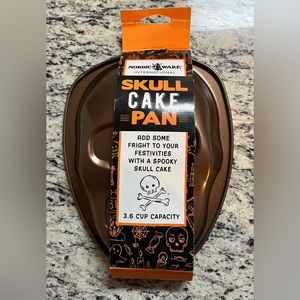 NORDIC WARE
INTERNATIONAL
SKULL
CAKE
PAN
ADD SOME
FRIGHT TO YOUR
FESTIVITIES
WITH A SPOOKY
SKULL CAKE
3.6 CUP CAPACITY